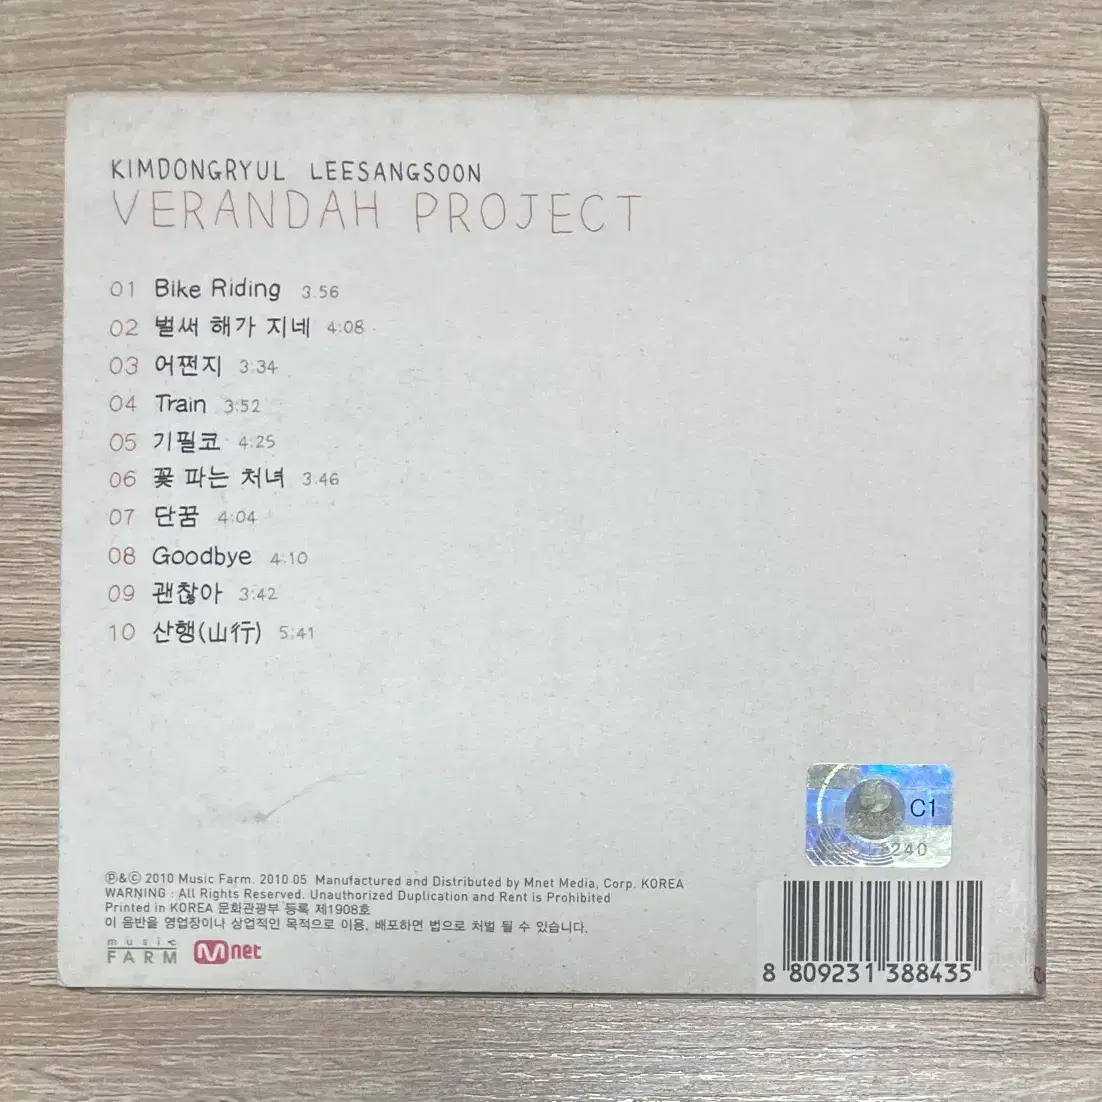 KIMDONGRYUL LEESANGSOON
VERANDAH PROJECT
01 Bike Riding 3:56
02 벌써 해가 지네 4:08
03 어쩐지 3:34
04 Train 3:52
05 기필코 4:25
06 꽃 파는 처녀 3:46
07 단꿈 4:04
08 Goodbye 4:10
09 괜찮아 3:42
10 산행(山行) 5:41
C1
240
℗&© 2010 Music Farm. 2010 05 Manufactured and Distributed by Mnet Media, Corp. KOREA
WARNING : All Rights Reserved. Unauthorized Duplication and Rent is Prohibited
Printed in KOREA 문화관광부 등록 제1908호
이 음반을 영업장이나 상업적인 목적으로 이용, 배포하면 법으로 처벌 될 수 있습니다.
music
FARM
Mnet
8 809231 388435
verandah PROJECT